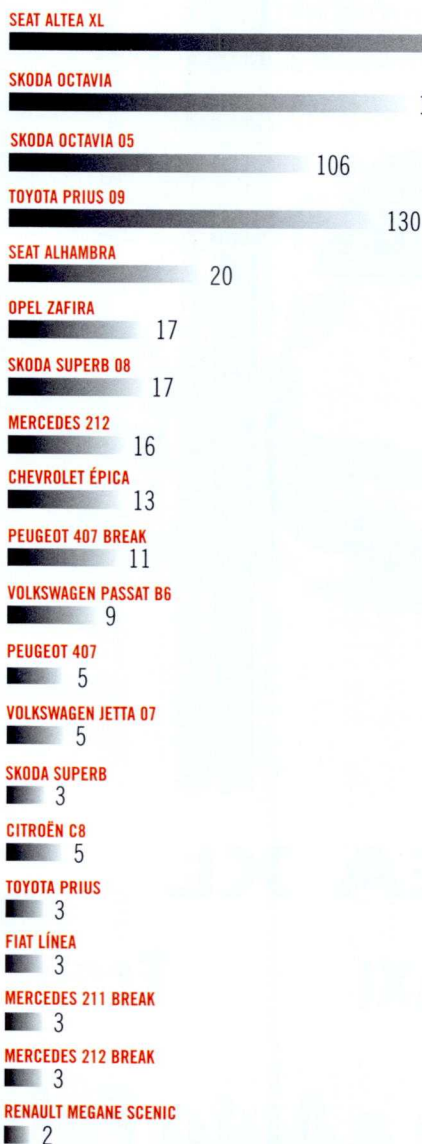 SEAT ALTEA XL
SKODA OCTAVIA
SKODA OCTAVIA 05
106
TOYOTA PRIUS 09
130
SEAT ALHAMBRA
20
OPEL ZAFIRA
17
SKODA SUPERB 08
17
MERCEDES 212
16
CHEVROLET ÉPICA
13
PEUGEOT 407 BREAK
11
VOLKSWAGEN PASSAT B6
9
PEUGEOT 407
5
VOLKSWAGEN JETTA 07
5
SKODA SUPERB
3
CITROËN C8
5
TOYOTA PRIUS
3
FIAT LÍNEA
3
MERCEDES 211 BREAK
3
MERCEDES 212 BREAK
3
RENAULT MEGANE SCENIC
2